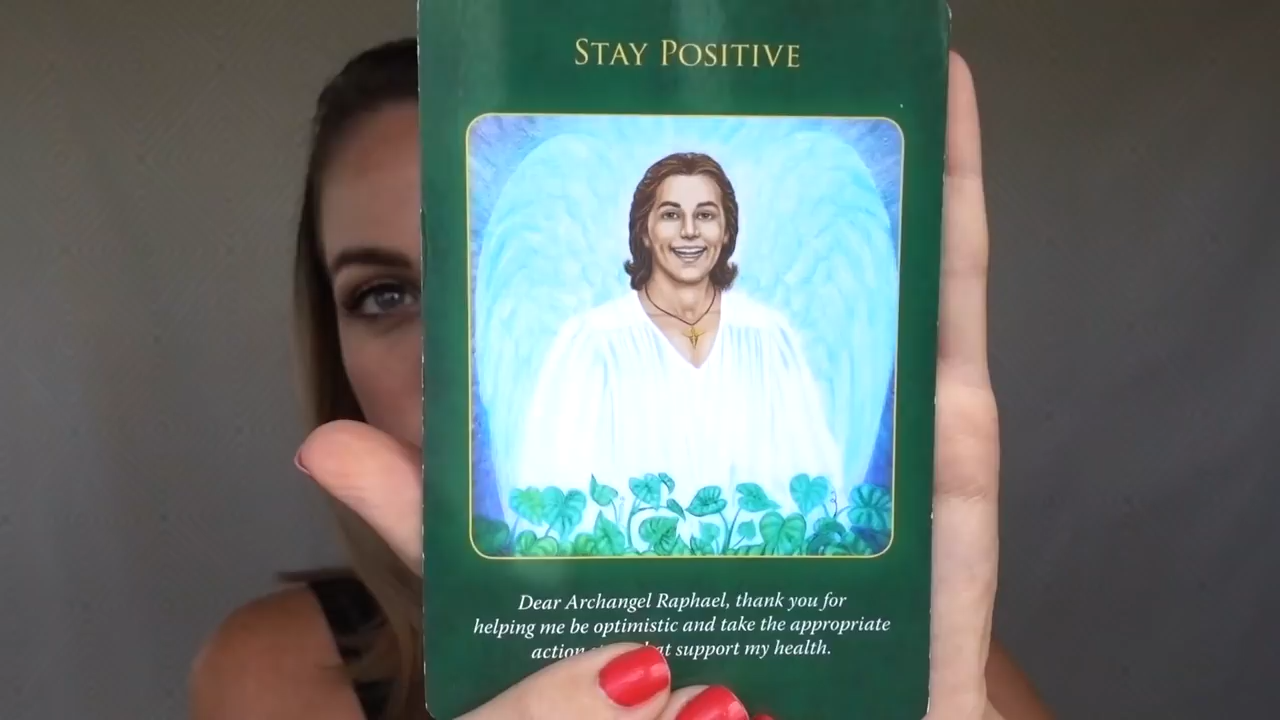 STAY POSITIVE
Dear Archangel Raphael, thank you for
helping me be optimistic and take the appropriate
action support my health.